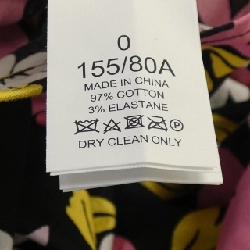 0
155/80A
MADE IN CHINA
97% COTTON
3% ELASTANE
DRY CLEAN ONLY